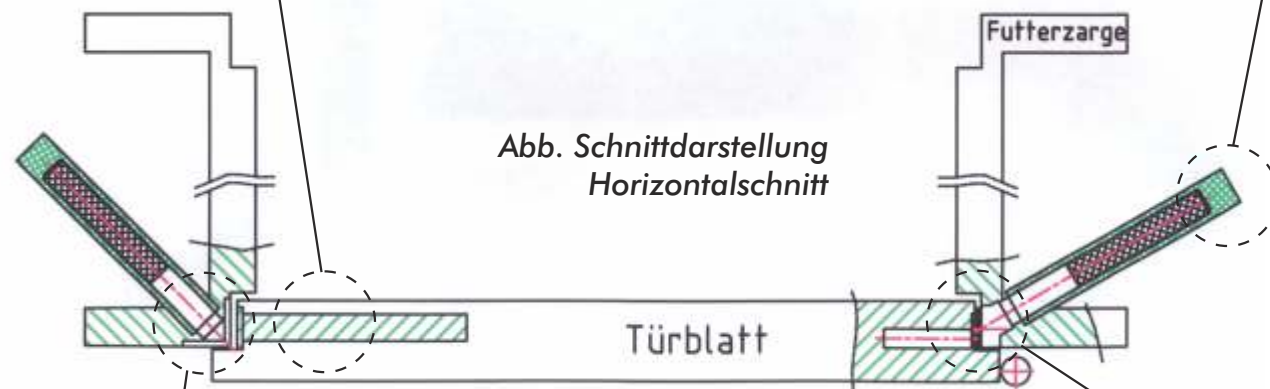 Futterzarge
Abb. Schnittdarstellung
Horizontalschnitt
Türblatt